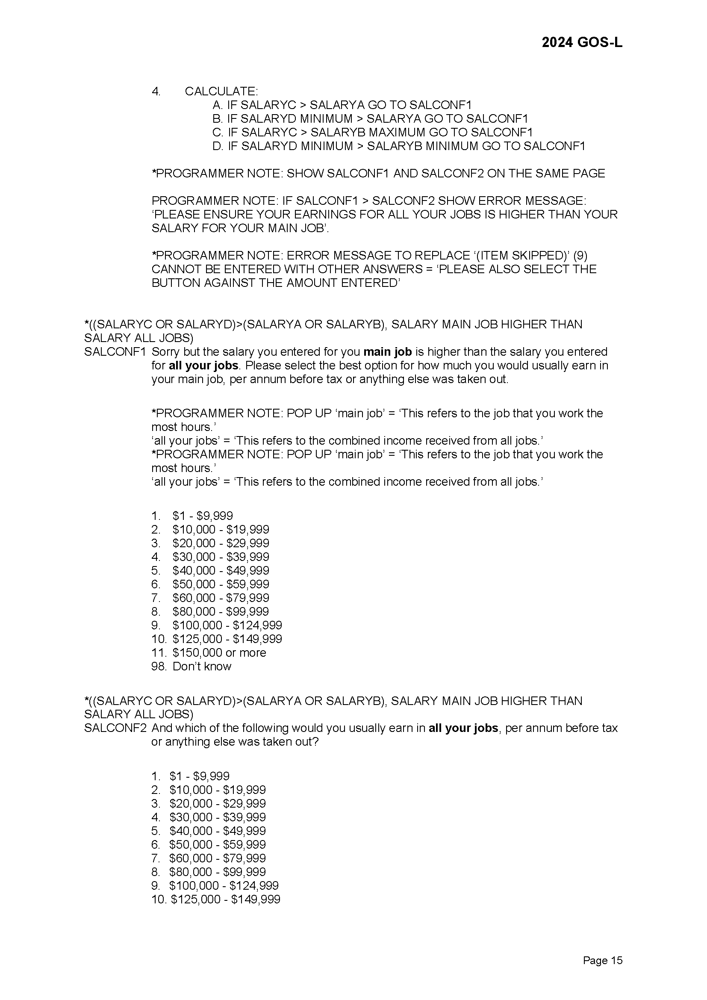 2024 GOS-L
4. CALCULATE:
A. IF SALARYC > SALARYA GO TO SALCONF1
B. IF SALARYD MINIMUM > SALARYA GO TO SALCONF1
C. IF SALARYC > SALARYB MAXIMUM GO TO SALCONF1
D. IF SALARYD MINIMUM > SALARYB MINIMUM GO TO SALCONF1
*PROGRAMMER NOTE: SHOW SALCONF1 AND SALCONF2 ON THE SAME PAGE
PROGRAMMER NOTE: IF SALCONF1 > SALCONF2 SHOW ERROR MESSAGE:
‘PLEASE ENSURE YOUR EARNINGS FOR ALL YOUR JOBS IS HIGHER THAN YOUR
SALARY FOR YOUR MAIN JOB’.
*PROGRAMMER NOTE: ERROR MESSAGE TO REPLACE ‘(ITEM SKIPPED)’ (9)
CANNOT BE ENTERED WITH OTHER ANSWERS = ‘PLEASE ALSO SELECT THE
BUTTON AGAINST THE AMOUNT ENTERED’
*((SALARYC OR SALARYD)>(SALARYA OR SALARYB), SALARY MAIN JOB HIGHER THAN
SALARY ALL JOBS)
SALCONF1 Sorry but the salary you entered for you main job is higher than the salary you entered
for all your jobs. Please select the best option for how much you would usually earn in
your main job, per annum before tax or anything else was taken out.
*PROGRAMMER NOTE: POP UP ‘main job’ = ‘This refers to the job that you work the
most hours.’
‘all your jobs’ = ‘This refers to the combined income received from all jobs.’
*PROGRAMMER NOTE: POP UP ‘main job’ = ‘This refers to the job that you work the
most hours.’
‘all your jobs’ = ‘This refers to the combined income received from all jobs.’
1. $1 - $9,999
2. $10,000 - $19,999
3. $20,000 - $29,999
4. $30,000 - $39,999
5. $40,000 - $49,999
6. $50,000 - $59,999
7. $60,000 - $79,999
8. $80,000 - $99,999
9. $100,000 - $124,999
10. $125,000 - $149,999
11. $150,000 or more
98. Don’t know
*((SALARYC OR SALARYD)>(SALARYA OR SALARYB), SALARY MAIN JOB HIGHER THAN
SALARY ALL JOBS)
SALCONF2 And which of the following would you usually earn in all your jobs, per annum before tax
or anything else was taken out?
1. $1 - $9,999
2. $10,000 - $19,999
3. $20,000 - $29,999
4. $30,000 - $39,999
5. $40,000 - $49,999
6. $50,000 - $59,999
7. $60,000 - $79,999
8. $80,000 - $99,999
9. $100,000 - $124,999
10. $125,000 - $149,999
Page 15